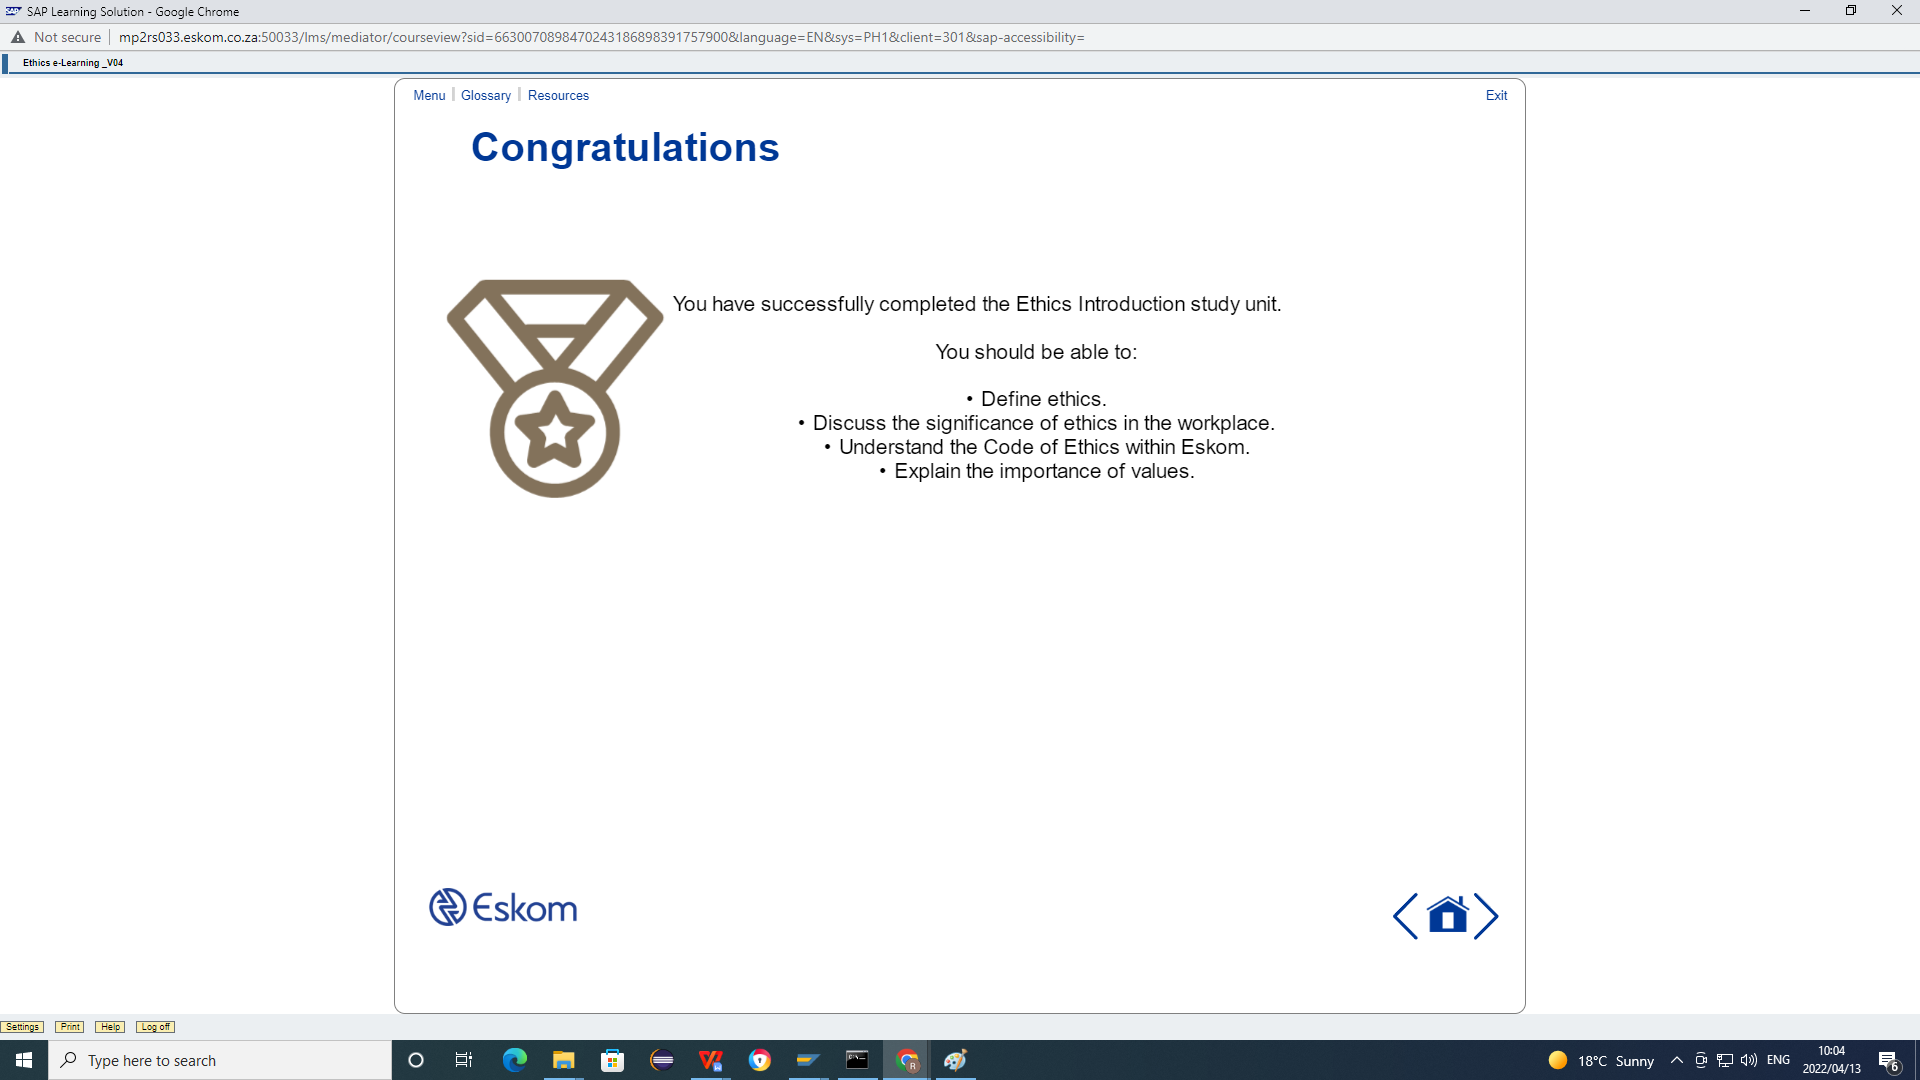 SAP Learning Solution - Google Chrome
Not secure
mp2rs033.eskom.co.za:50033/lms/mediator/courseview?sid=6630070898470243186898391757900&language=EN&sys=PH1&client=301&sap-accessibility=
Ethics e-Learning _V04
Menu Glossary Resources Exit
Congratulations
You have successfully completed the Ethics Introduction study unit.
You should be able to:
• Define ethics.
• Discuss the significance of ethics in the workplace.
• Understand the Code of Ethics within Eskom.
• Explain the importance of values.
Eskom
Settings Print Help Log off
Type here to search
18°C Sunny
ENG
10:04
2022/04/13
6